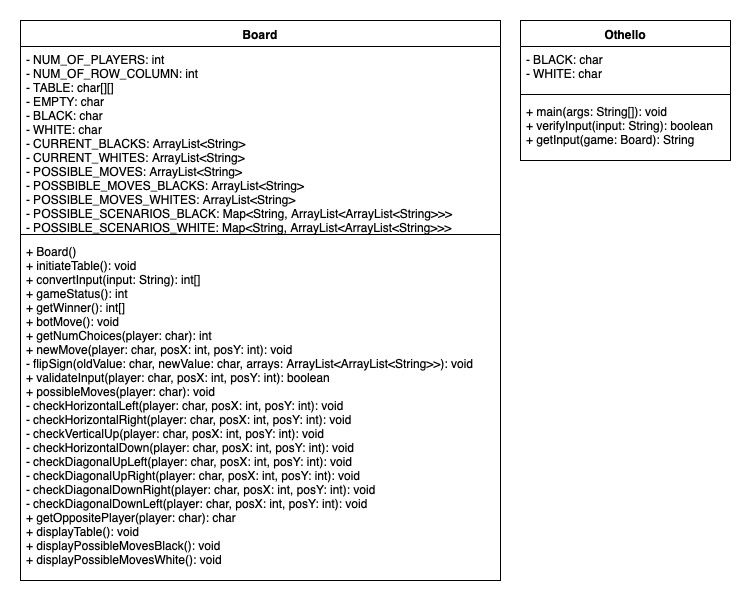 Board
- NUM_OF_PLAYERS: int
- NUM_OF_ROW_COLUMN: int
- TABLE: char[][]
- EMPTY: char
- BLACK: char
- WHITE: char
- CURRENT_BLACKS: ArrayList<String>
- CURRENT_WHITES: ArrayList<String>
- POSSIBLE_MOVES: ArrayList<String>
- POSSBIBLE_MOVES_BLACKS: ArrayList<String>
- POSSIBLE_MOVES_WHITES: ArrayList<String>
- POSSIBLE_SCENARIOS_BLACK: Map<String, ArrayList<ArrayList<String>>>
- POSSIBLE_SCENARIOS_WHITE: Map<String, ArrayList<ArrayList<String>>>
+ Board()
+ initiateTable(): void
+ convertInput(input: String): int[]
+ gameStatus(): int
+ getWinner(): int[]
+ botMove(): void
+ getNumChoices(player: char): int
+ newMove(player: char, posX: int, posY: int): void
- flipSign(oldValue: char, newValue: char, arrays: ArrayList<ArrayList<String>>): void
+ validateInput(player: char, posX: int, posY: int): boolean
+ possibleMoves(player: char): void
- checkHorizontalLeft(player: char, posX: int, posY: int): void
- checkHorizontalRight(player: char, posX: int, posY: int): void
- checkVerticalUp(player: char, posX: int, posY: int): void
- checkHorizontalDown(player: char, posX: int, posY: int): void
- checkDiagonalUpLeft(player: char, posX: int, posY: int): void
- checkDiagonalUpRight(player: char, posX: int, posY: int): void
- checkDiagonalDownRight(player: char, posX: int, posY: int): void
- checkDiagonalDownLeft(player: char, posX: int, posY: int): void
+ getOppositePlayer(player: char): char
+ displayTable(): void
+ displayPossibleMovesBlack(): void
+ displayPossibleMovesWhite(): void
Othello
- BLACK: char
- WHITE: char
+ main(args: String[]): void
+ verifyInput(input: String): boolean
+ getInput(game: Board): String